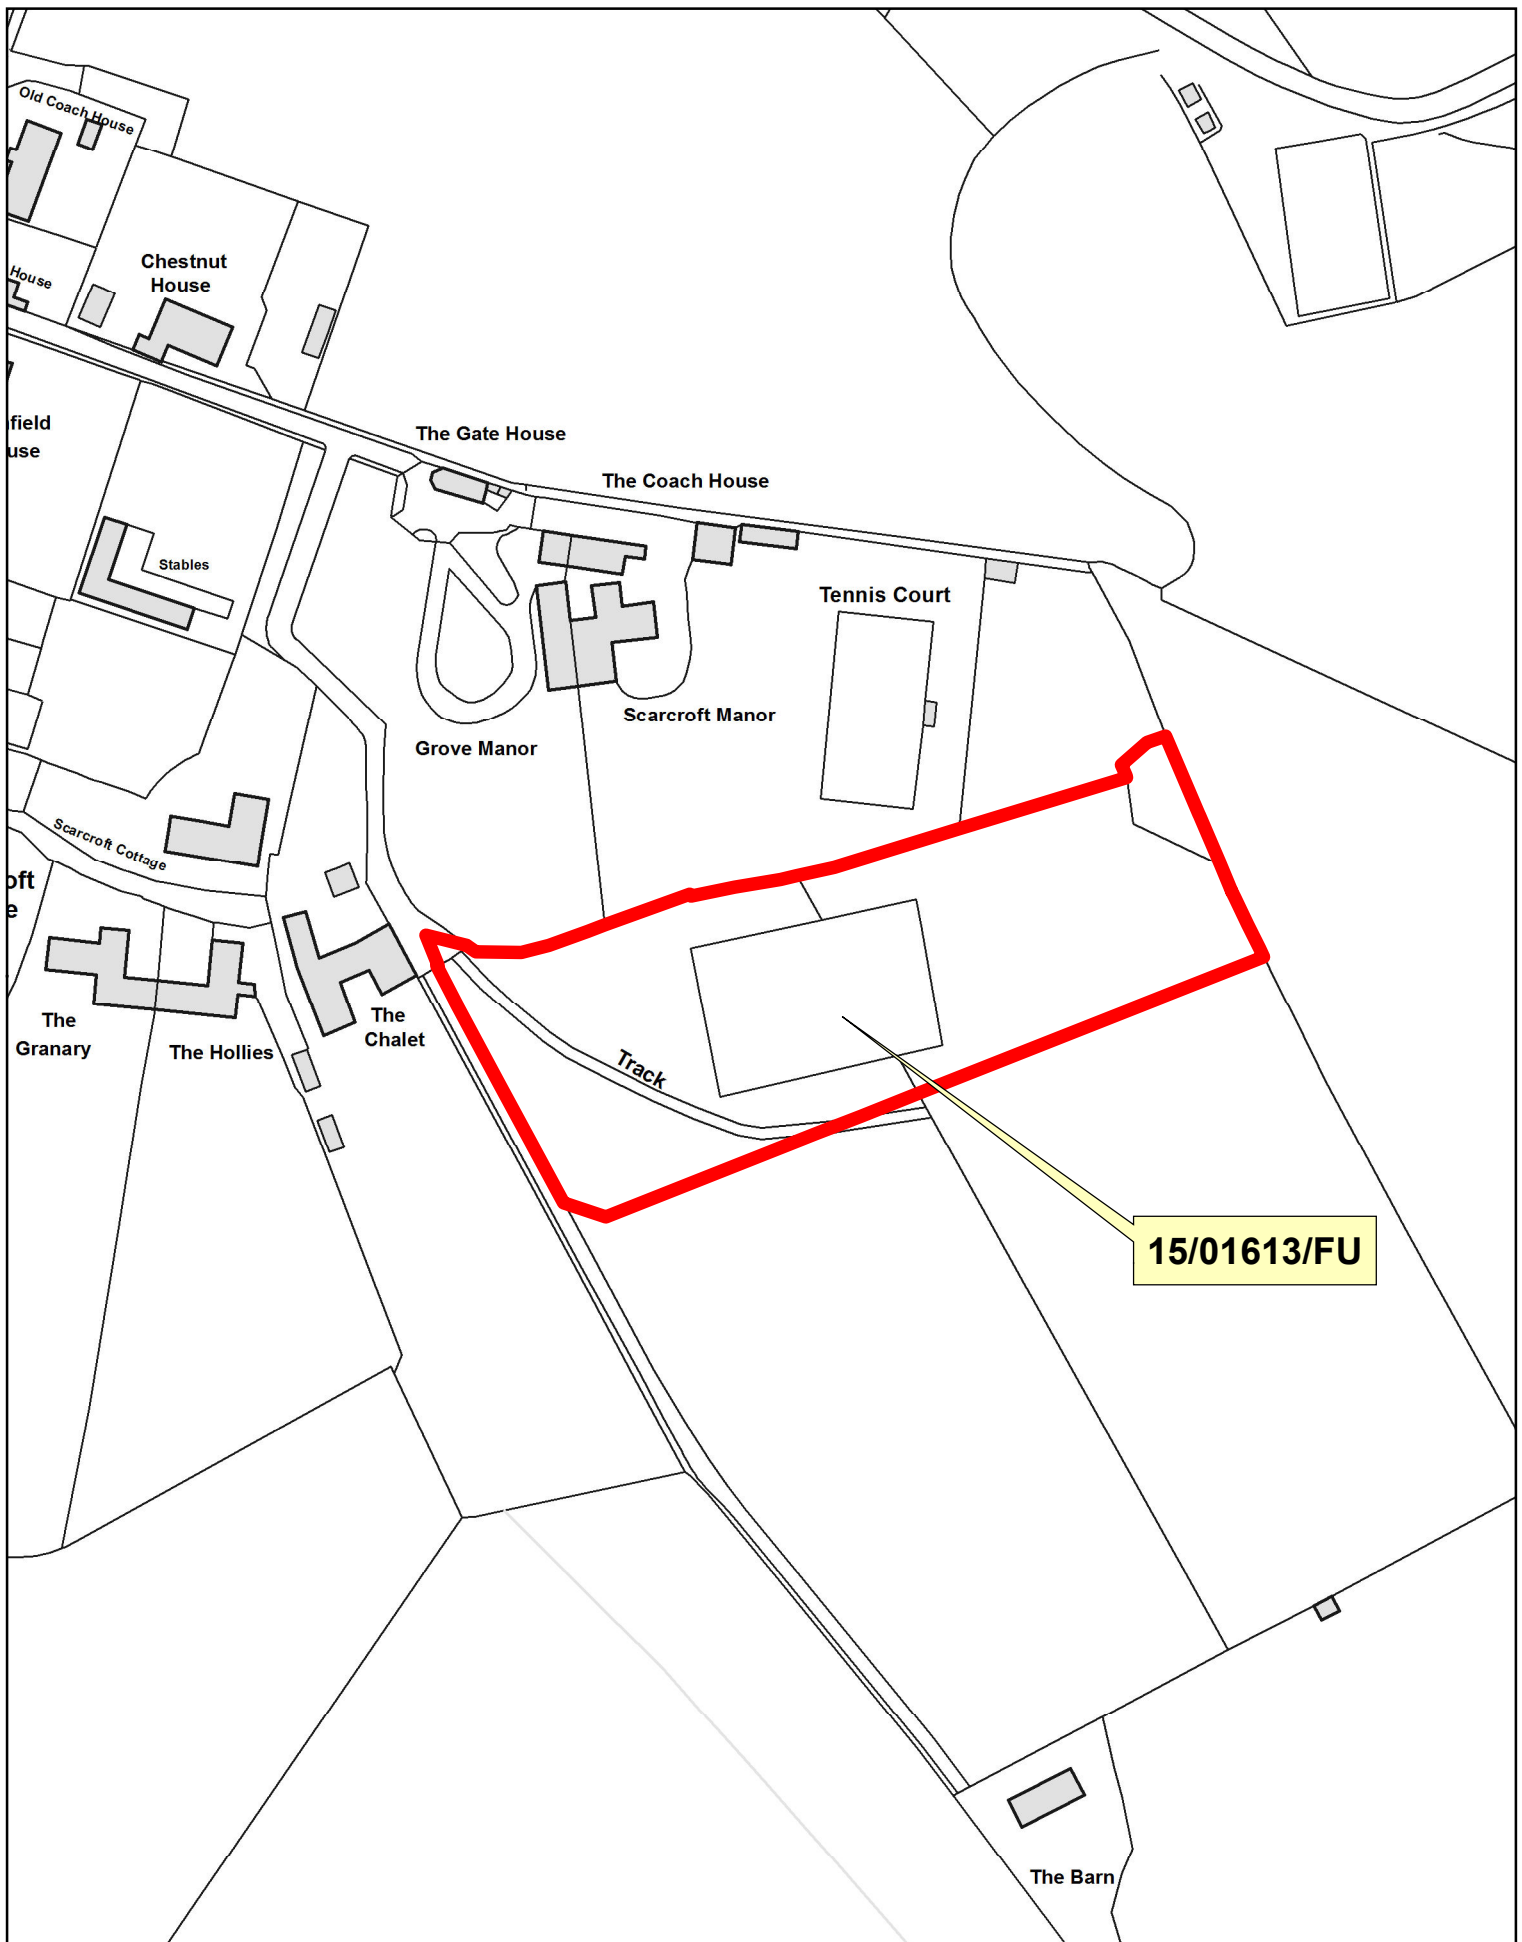 Old Coach House
House
Chestnut
House
field
use
The Gate House
The Coach House
Stables
Tennis Court
Scarcroft Manor
Grove Manor
Scarcroft Cottage
oft
e
The
Granary
The Hollies
The
Chalet
Track
15/01613/FU
The Barn